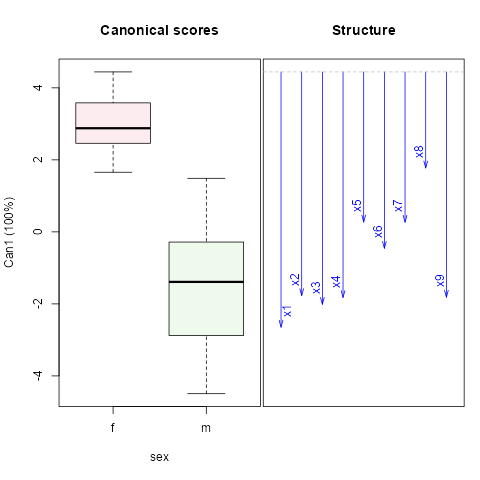 Canonical scores
Structure
Can1 (100%)
4
2
0
-2
-4
f
m
sex
x1
x2
x3
x4
x5
x6
x7
x8
x9